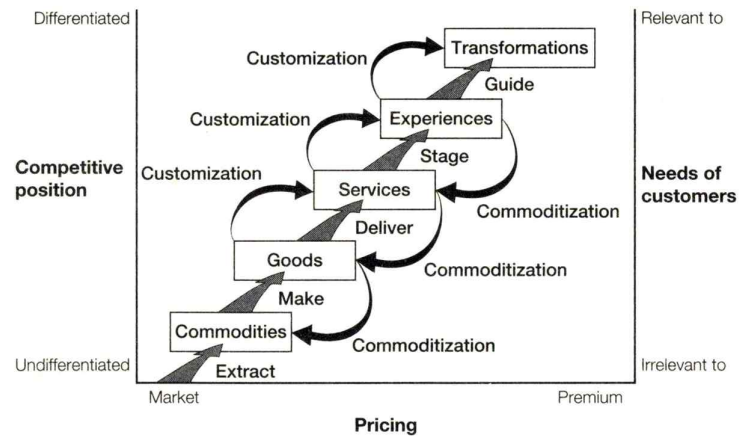 Differentiated
Relevant to
Customization
Transformations
Guide
Customization
Experiences
Stage
Competitive
position
Customization
Services
Needs of
customers
Commoditization
Deliver
Goods
Commoditization
Make
Commodities
Commoditization
Undifferentiated
Extract
Irrelevant to
Market
Premium
Pricing